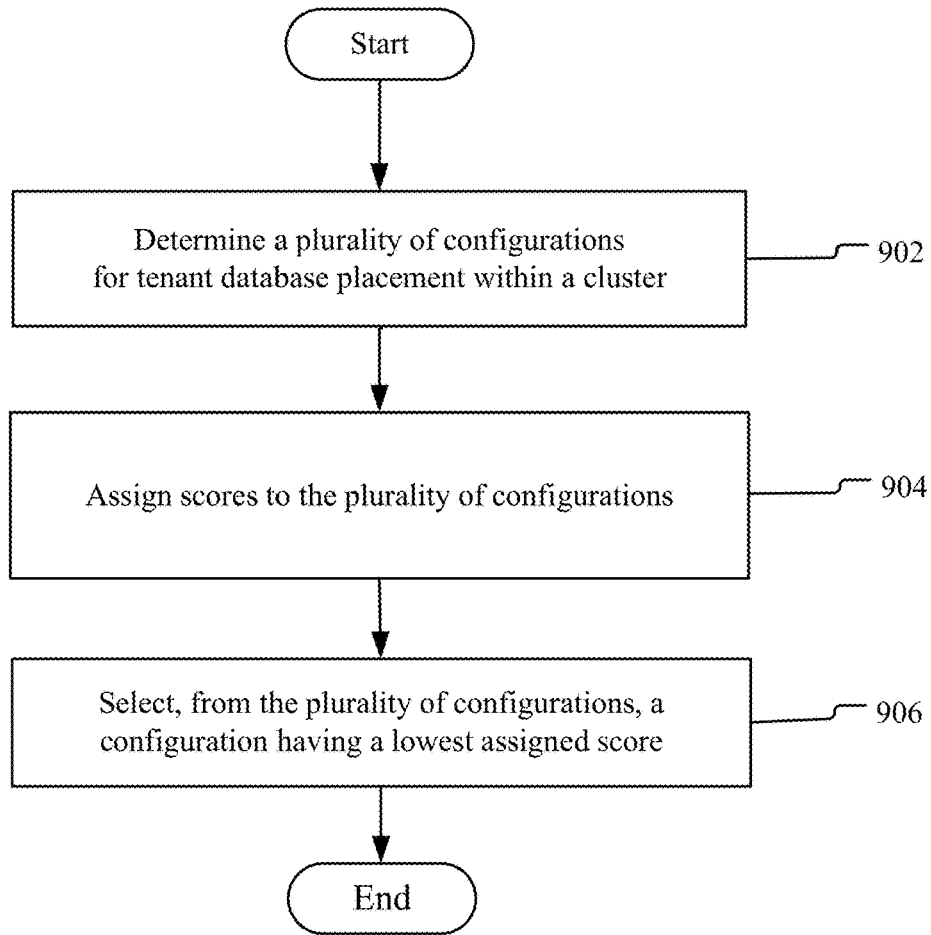 Start
Determine a plurality of configurations
for tenant database placement within a cluster
902
Assign scores to the plurality of configurations
904
Select, from the plurality of configurations, a
configuration having a lowest assigned score
906
End